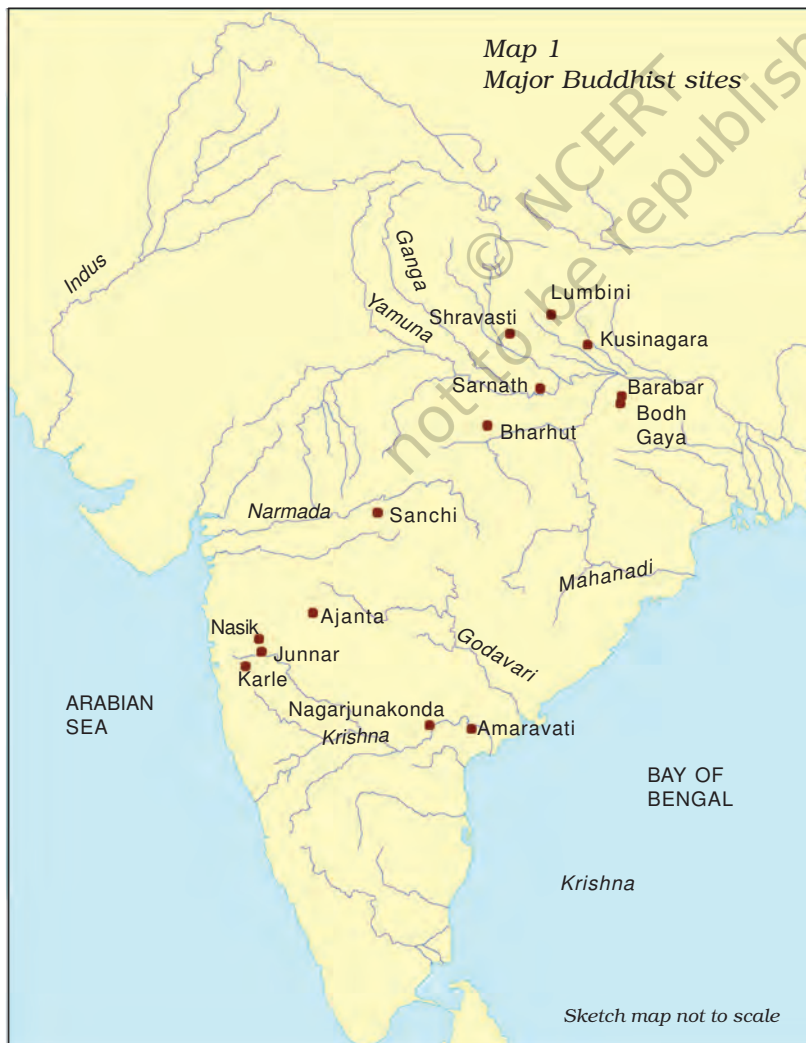 Map 1
Major Buddhist sites
© NCERT
not to be republish
Indus
Ganga
Yamuna
Lumbini
Shravasti
Kusinagara
Sarnath
Barabar
Bodh
Gaya
Bharhut
Narmada
Sanchi
Mahanadi
Ajanta
Nasik
Junnar
Karle
Godavari
ARABIAN
SEA
Nagarjunakonda
Krishna
Amaravati
BAY OF
BENGAL
Krishna
Sketch map not to scale